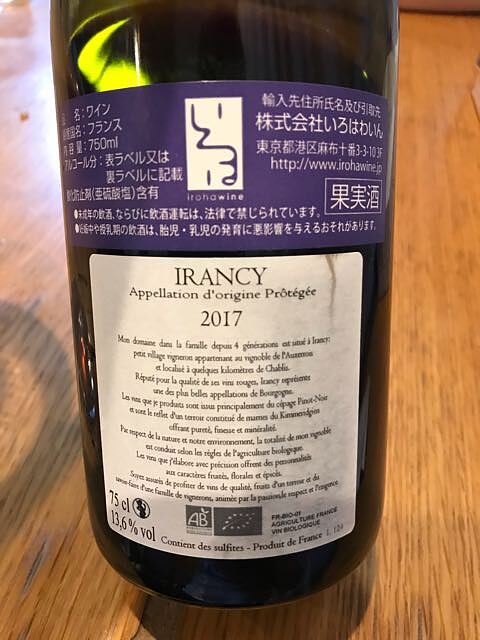 名：ワイン
国名：フランス
内容量：750ml
アルコール分：表ラベル又は
裏ラベルに記載
酸化防止剤(亜硫酸塩)含有
いろは
irohawine
輸入先住所氏名及び引取先
株式会社いろはわいん
東京都港区麻布十番3-3-10 3F
http://www.irohawine.jp
果実酒
●未成年の飲酒、ならびに飲酒運転は、法律で禁じられています。
●妊娠中や授乳期の飲酒は、胎児・乳児の発育に悪影響を与えるおそれがあります。
IRANCY
Appellation d'origine Prôtégée
2017
Mon domaine dans la famille depuis 4 générations est situé à Irancy:
petit village vigneron appartenant au vignoble de l'Auxerrois
et localisé à quelques kilomètres de Chablis.
Réputé pour la qualité de ses vins rouges, Irancy représente
une des plus belles appellations de Bourgogne.
Les vins que je produits sont issus principalement du cépage Pinot-Noir
et sont le reflet d'un terroir constitué de marnes du Kimmeridgien
offrant pureté, finesse et minéralité.
Par respect de la nature et notre environnement, la totalité de mon vignoble
est conduit selon les règles de l'agriculture biologique.
Les vins que j'élabore avec précision offrent des personnalités
aux caractères fruités, florales et épicés.
Soyez assurés de profiter de vins de qualité, fruits d'un terroir et du
savoir-faire d'une famille de vignerons, animée par la passion,le respect et l'exigence.
75 cl
13,6 % vol
AB
FR-BIO-01
AGRICULTURE FRANCE
VIN BIOLOGIQUE
Contient des sulfites - Produit de France L 124